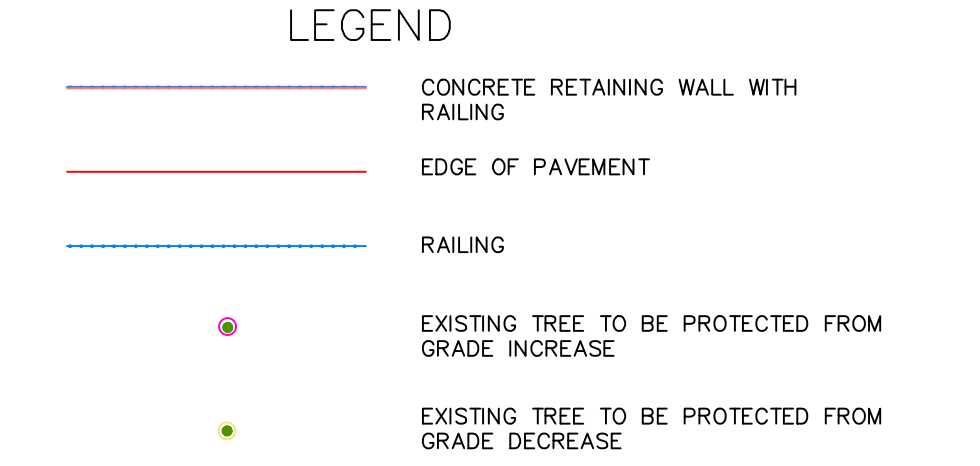 LEGEND
CONCRETE RETAINING WALL WITH
RAILING
EDGE OF PAVEMENT
RAILING
EXISTING TREE TO BE PROTECTED FROM
GRADE INCREASE
EXISTING TREE TO BE PROTECTED FROM
GRADE DECREASE